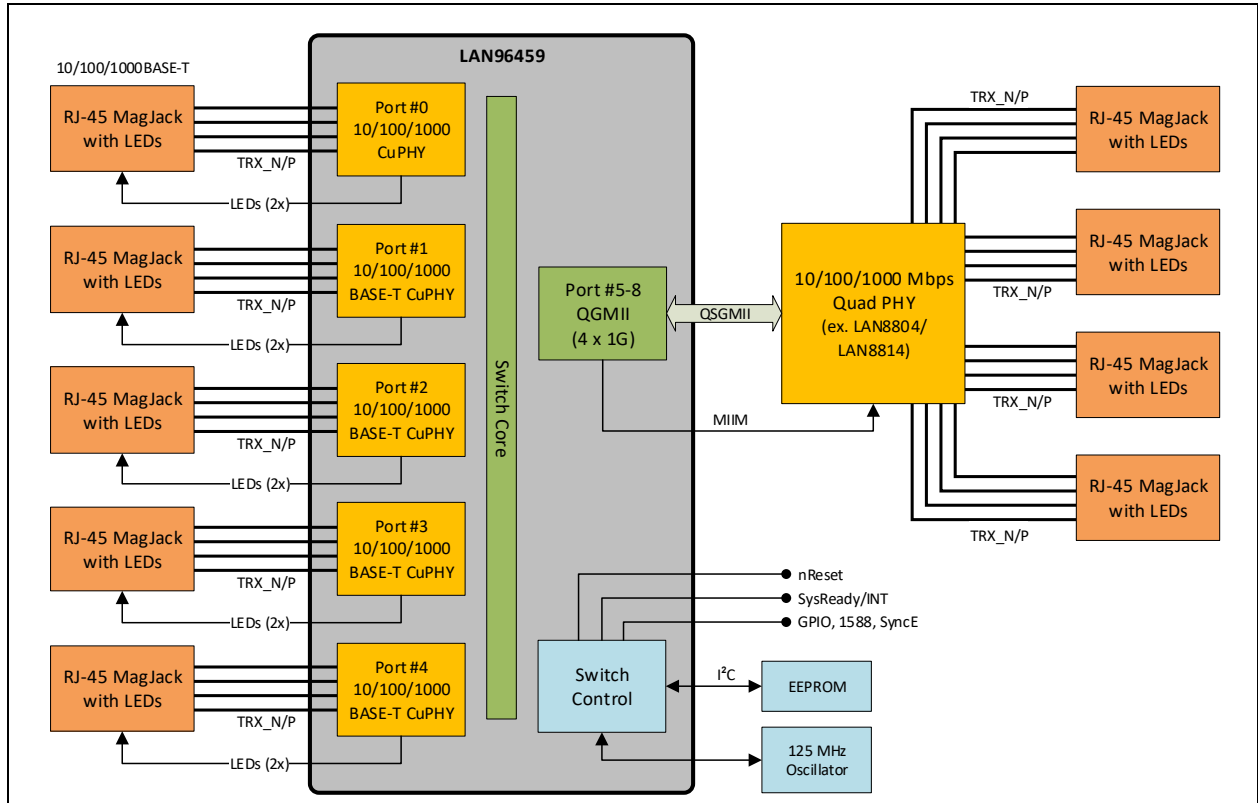 LAN96459
10/100/1000BASE-T
RJ-45 MagJack
with LEDs
TRX_N/P
LEDs (2x)
Port #0
10/100/1000
CuPHY
RJ-45 MagJack
with LEDs
TRX_N/P
LEDs (2x)
Port #1
10/100/1000
BASE-T CuPHY
RJ-45 MagJack
with LEDs
TRX_N/P
LEDs (2x)
Port #2
10/100/1000
BASE-T CuPHY
RJ-45 MagJack
with LEDs
TRX_N/P
LEDs (2x)
Port #3
10/100/1000
BASE-T CuPHY
RJ-45 MagJack
with LEDs
TRX_N/P
LEDs (2x)
Port #4
10/100/1000
BASE-T CuPHY
Switch Core
Port #5-8
QGMII
(4 x 1G)
QSGMII
MIIM
10/100/1000 Mbps
Quad PHY
(ex. LAN8804/
LAN8814)
TRX_N/P
RJ-45 MagJack
with LEDs
TRX_N/P
RJ-45 MagJack
with LEDs
TRX_N/P
RJ-45 MagJack
with LEDs
TRX_N/P
RJ-45 MagJack
with LEDs
nReset
SysReady/INT
GPIO, 1588, SyncE
Switch
Control
I²C
EEPROM
125 MHz
Oscillator